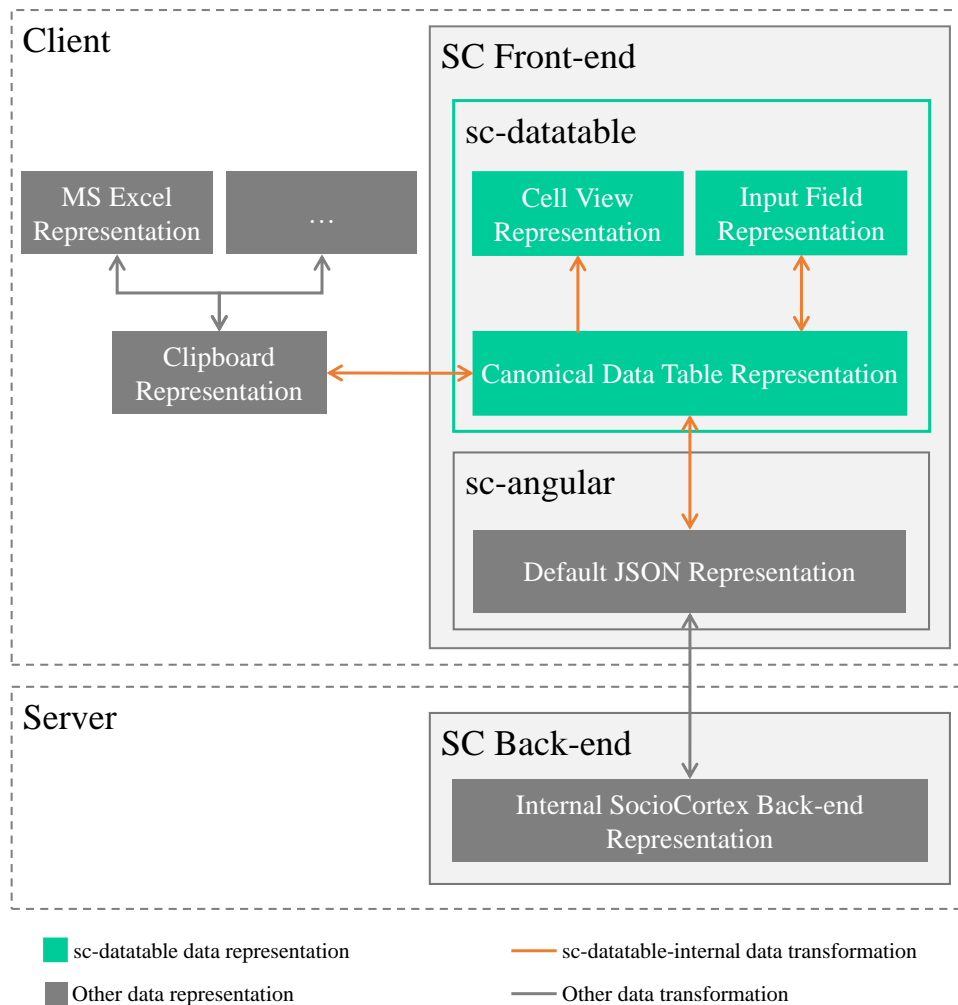 Client
SC Front-end
sc-datatable
MS Excel
Representation
…
Cell View
Representation
Input Field
Representation
Clipboard
Representation
Canonical Data Table Representation
sc-angular
Default JSON Representation
Server
SC Back-end
Internal SocioCortex Back-end
Representation
sc-datatable data representation
sc-datatable-internal data transformation
Other data representation
Other data transformation